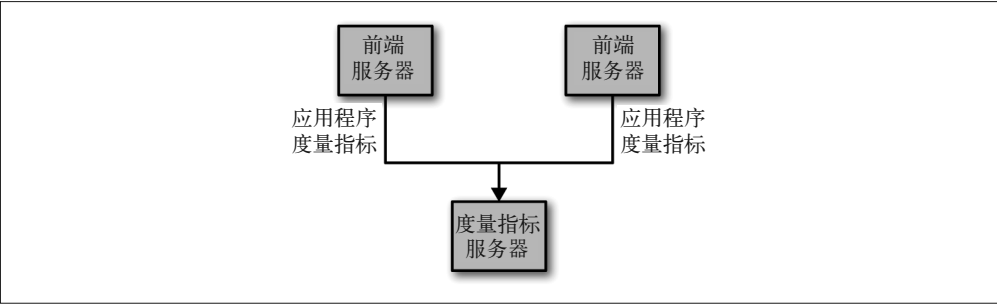 前端
服务器
前端
服务器
应用程序
度量指标
应用程序
度量指标
度量指标
服务器